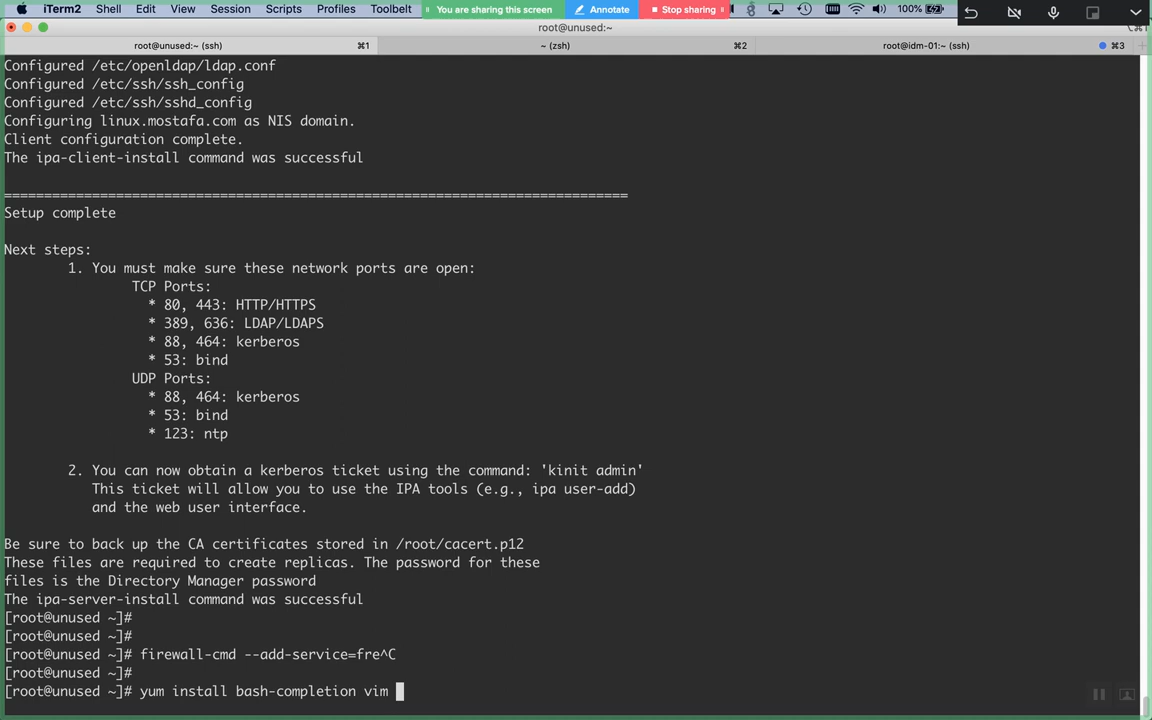 iTerm2 Shell Edit View Session Scripts Profiles Toolbelt You are sharing this screen Annotate Stop sharing 100%
root@unused:~
root@unused:~ (ssh) ⌘1 ~ (zsh) ⌘2 root@idm-01:~ (ssh) ⌘3
Configured /etc/openldap/ldap.conf
Configured /etc/ssh/ssh_config
Configured /etc/ssh/sshd_config
Configuring linux.mostafa.com as NIS domain.
Client configuration complete.
The ipa-client-install command was successful
==============================================================================
Setup complete
Next steps:
1. You must make sure these network ports are open:
TCP Ports:
* 80, 443: HTTP/HTTPS
* 389, 636: LDAP/LDAPS
* 88, 464: kerberos
* 53: bind
UDP Ports:
* 88, 464: kerberos
* 53: bind
* 123: ntp
2. You can now obtain a kerberos ticket using the command: 'kinit admin'
This ticket will allow you to use the IPA tools (e.g., ipa user-add)
and the web user interface.
Be sure to back up the CA certificates stored in /root/cacert.p12
These files are required to create replicas. The password for these
files is the Directory Manager password
The ipa-server-install command was successful
[root@unused ~]#
[root@unused ~]#
[root@unused ~]# firewall-cmd --add-service=fre^C
[root@unused ~]#
[root@unused ~]# yum install bash-completion vim